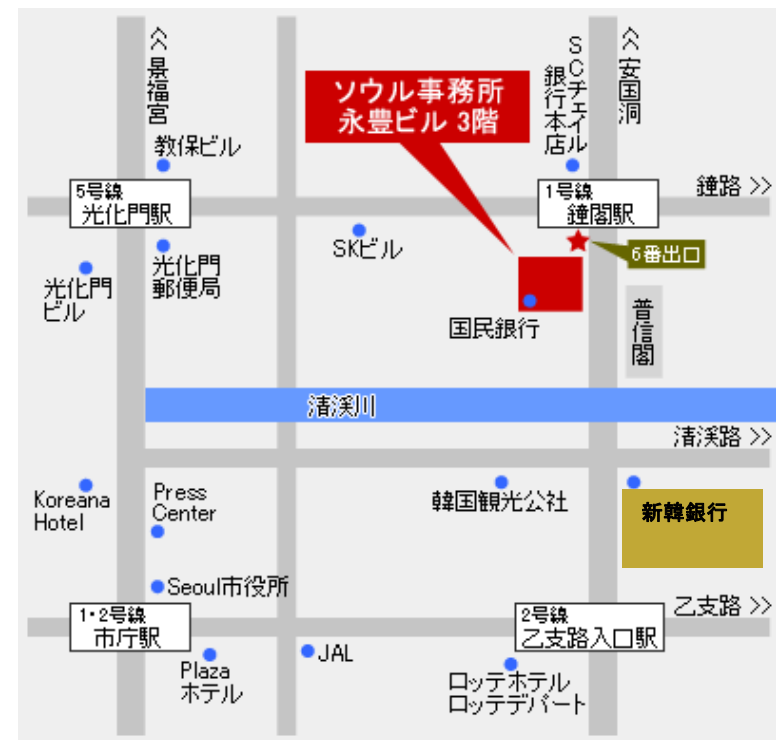 << 景福宮
SCチェイル
銀行本店
<< 安国洞
ソウル事務所
永豊ビル 3階
教保ビル
5号線
光化門駅
1号線
鐘閣駅
鐘路 >>
SKビル
6番出口
光化門
郵便局
光化門
ビル
国民銀行
普信閣
清渓川
清渓路 >>
Koreana
Hotel
Press
Center
韓国観光公社
新韓銀行
Seoul市役所
1・2号線
市庁駅
2号線
乙支路入口駅
乙支路 >>
Plaza
ホテル
JAL
ロッテホテル
ロッテデパート